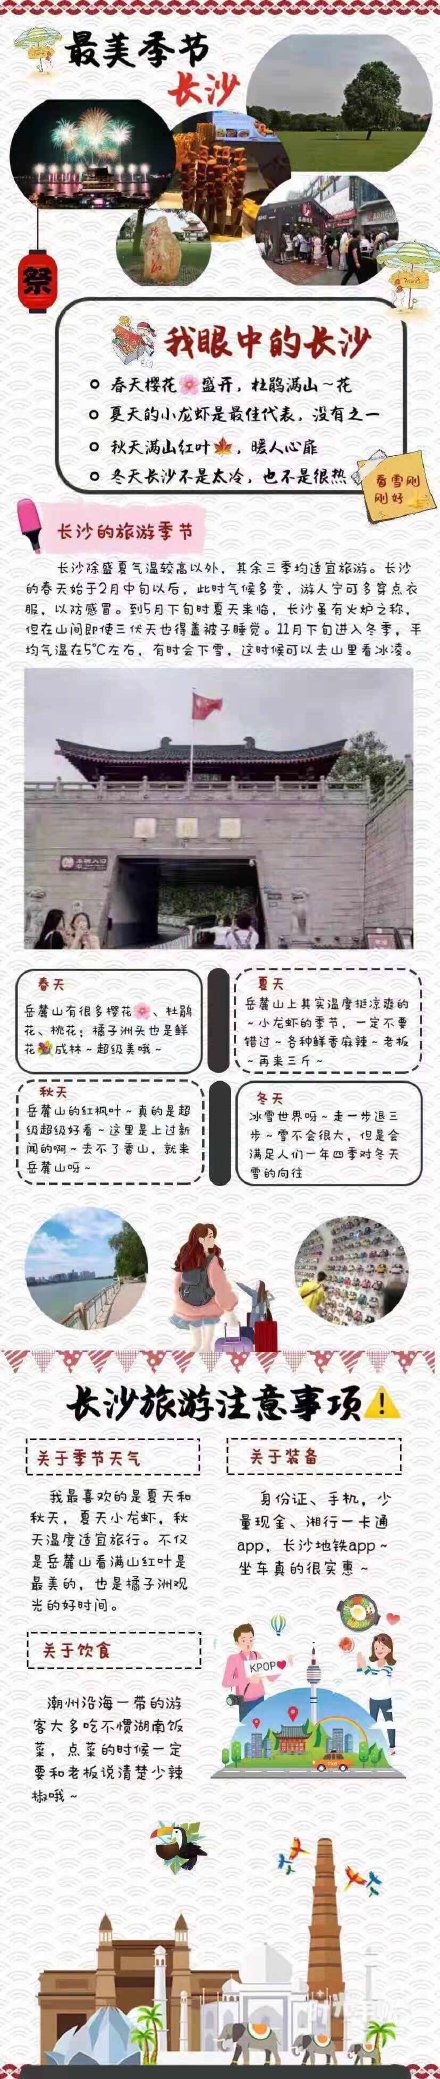 最美季节
长沙
祭
我眼中的长沙
春天樱花🌸盛开，杜鹃满山～花
夏天的小龙虾是最佳代表，没有之一
秋天满山红叶🍁，暖人心扉
冬天长沙不是太冷，也不是很热
看雪刚
刚好
长沙的旅游季节
长沙除盛夏气温较高以外，其余三季均适宜旅游。长沙
的春天始于2月中旬以后，此时气候多变，游人宁可多穿点衣
服，以防感冒。到5月下旬时夏天来临，长沙虽有火炉之称，
但在山间即使三伏天也得盖被子睡觉。11月下旬进入冬季，平
均气温在5℃左右，有时会下雪，这时候可以去山里看冰凌。
春天
岳麓山有很多樱花🌸、杜鹃
花、桃花；橘子洲头也是鲜
花💐成林～超级美哦～
夏天
岳麓山上其实温度挺凉爽的
～小龙虾的季节，一定不要
错过～各种鲜香麻辣～老板
～再来三斤～
秋天
岳麓山的红枫叶～真的是超
级超级好看～这里是上过新
闻的啊～去不了香山，就来
岳麓山呀～
冬天
冰雪世界呀～走一步退三
步～雪不会很大，但是会
满足人们一年四季对冬天
雪的向往
长沙旅游注意事项⚠️
关于季节天气
我最喜欢的是夏天和
秋天，夏天小龙虾，秋
天温度适宜旅行。不仅
是岳麓山看满山红叶是
最美的，也是橘子洲观
光的好时间。
关于装备
身份证、手机，少
量现金、湘行一卡通
app，长沙地铁app～
坐车真的很实惠～
关于饮食
潮州沿海一带的游
客大多吃不惯湖南饭
菜，点菜的时候一定
要和老板说清楚少辣
椒哦～
KPOP